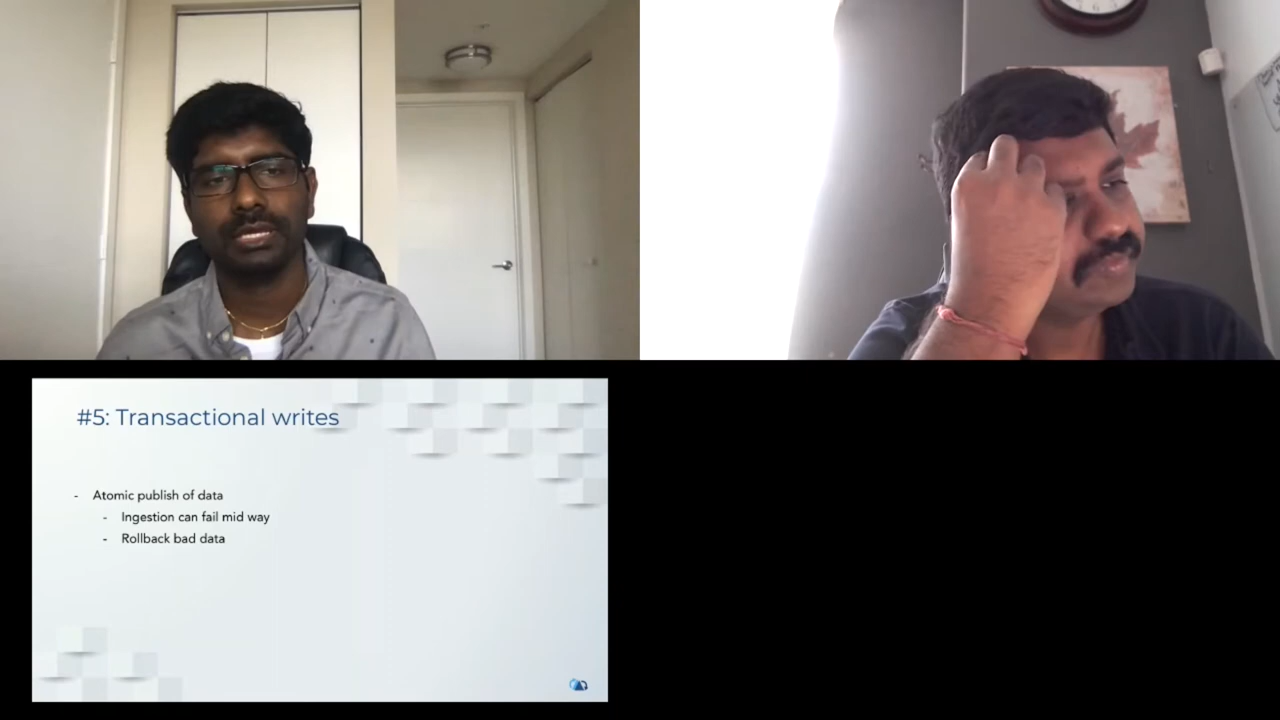 #5: Transactional writes
- Atomic publish of data
- Ingestion can fail mid way
- Rollback bad data